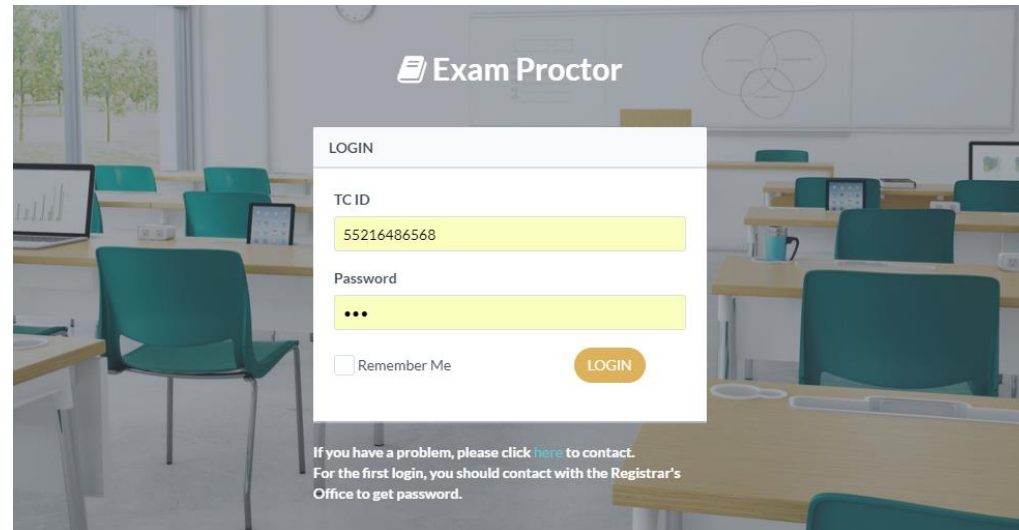 Exam Proctor
LOGIN
TC ID
55216486568
Password
•••
Remember Me
LOGIN
If you have a problem, please click here to contact.
For the first login, you should contact with the Registrar's
Office to get password.